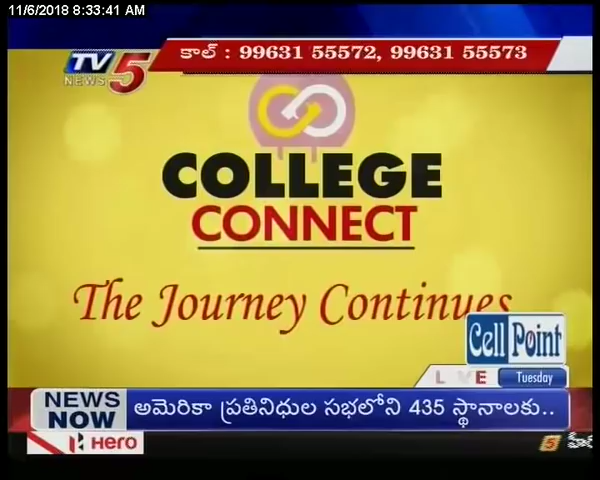 11/6/2018 8:33:41 AM
కాల్ : 99631 55572, 99631 55573
TV5
NEWS
COLLEGE
CONNECT
The Journey Continues
Cell Point
LIVE Tuesday
NEWS NOW
అమెరికా ప్రతినిధుల సభలోని 435 స్థానాలకు..
Hero
5